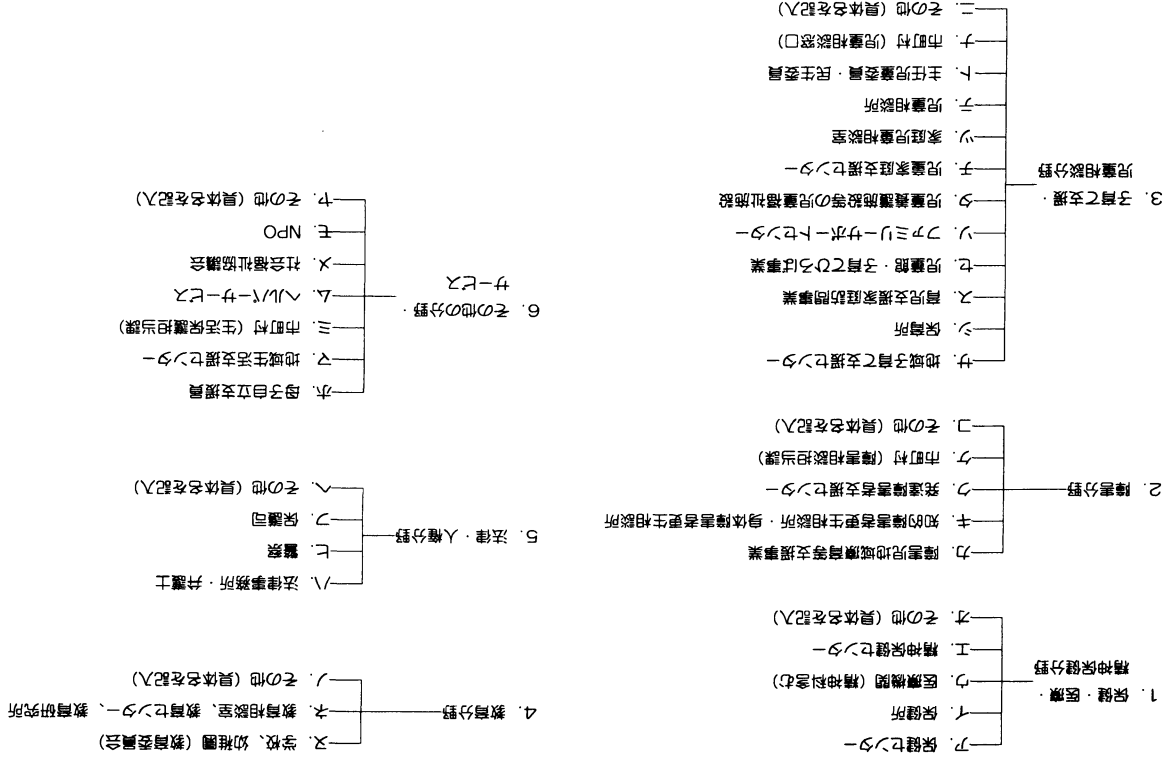 1. 保健・医療・
精神保健分野
ア. 保健センター
イ. 保健所
ウ. 医療機関（精神科含む）
エ. 精神保健センター
オ. その他（具体名を記入）
2. 障害分野
カ. 障害児地域療育等支援事業
キ. 知的障害者更生相談所・身体障害者更生相談所
ク. 発達障害者支援センター
ケ. 市町村（障害相談担当課）
コ. その他（具体名を記入）
3. 子育て支援・
児童相談分野
サ. 地域子育て支援センター
シ. 保育所
ス. 育児支援家庭訪問事業
セ. 児童館・子育てひろば事業
ソ. ファミリーサポートセンター
タ. 児童養護施設等の児童福祉施設
チ. 児童家庭支援センター
ツ. 家庭児童相談室
テ. 児童相談所
ト. 主任児童委員・民生委員
ナ. 市町村（児童相談窓口）
ニ. その他（具体名を記入）
4. 教育分野
ヌ. 学校、幼稚園（教育委員会）
ネ. 教育相談室、教育センター、教育研究所
ノ. その他（具体名を記入）
5. 法律・人権分野
ハ. 法律事務所・弁護士
ヒ. 警察
フ. 保護司
ヘ. その他（具体名を記入）
6. その他の分野・
サービス
ホ. 母子自立支援員
マ. 地域生活支援センター
ミ. 市町村（生活保護担当課）
ム. ヘルパーサービス
メ. 社会福祉協議会
モ. NPO
ヤ. その他（具体名を記入）